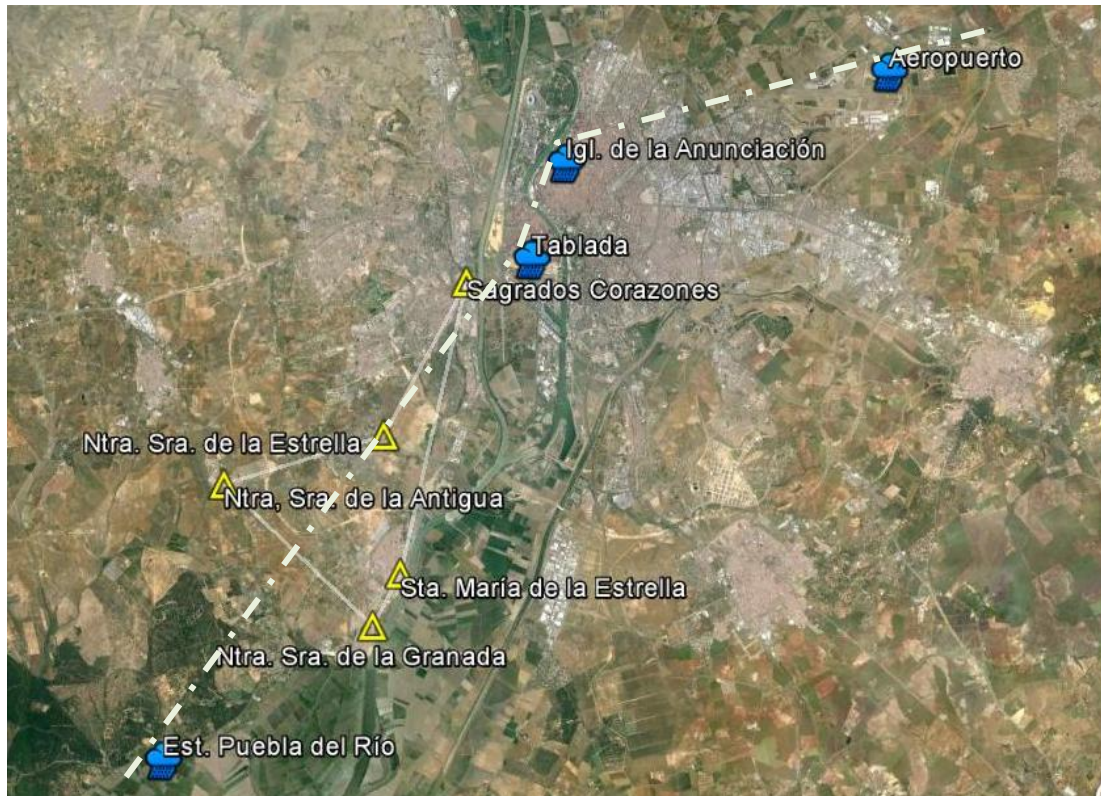 Aeropuerto
Igl. de la Anunciación
Tablada
Sagrados Corazones
Ntra. Sra. de la Estrella
Ntra, Sra. de la Antigua
Sta. María de la Estrella
Ntra. Sra. de la Granada
Est. Puebla del Río